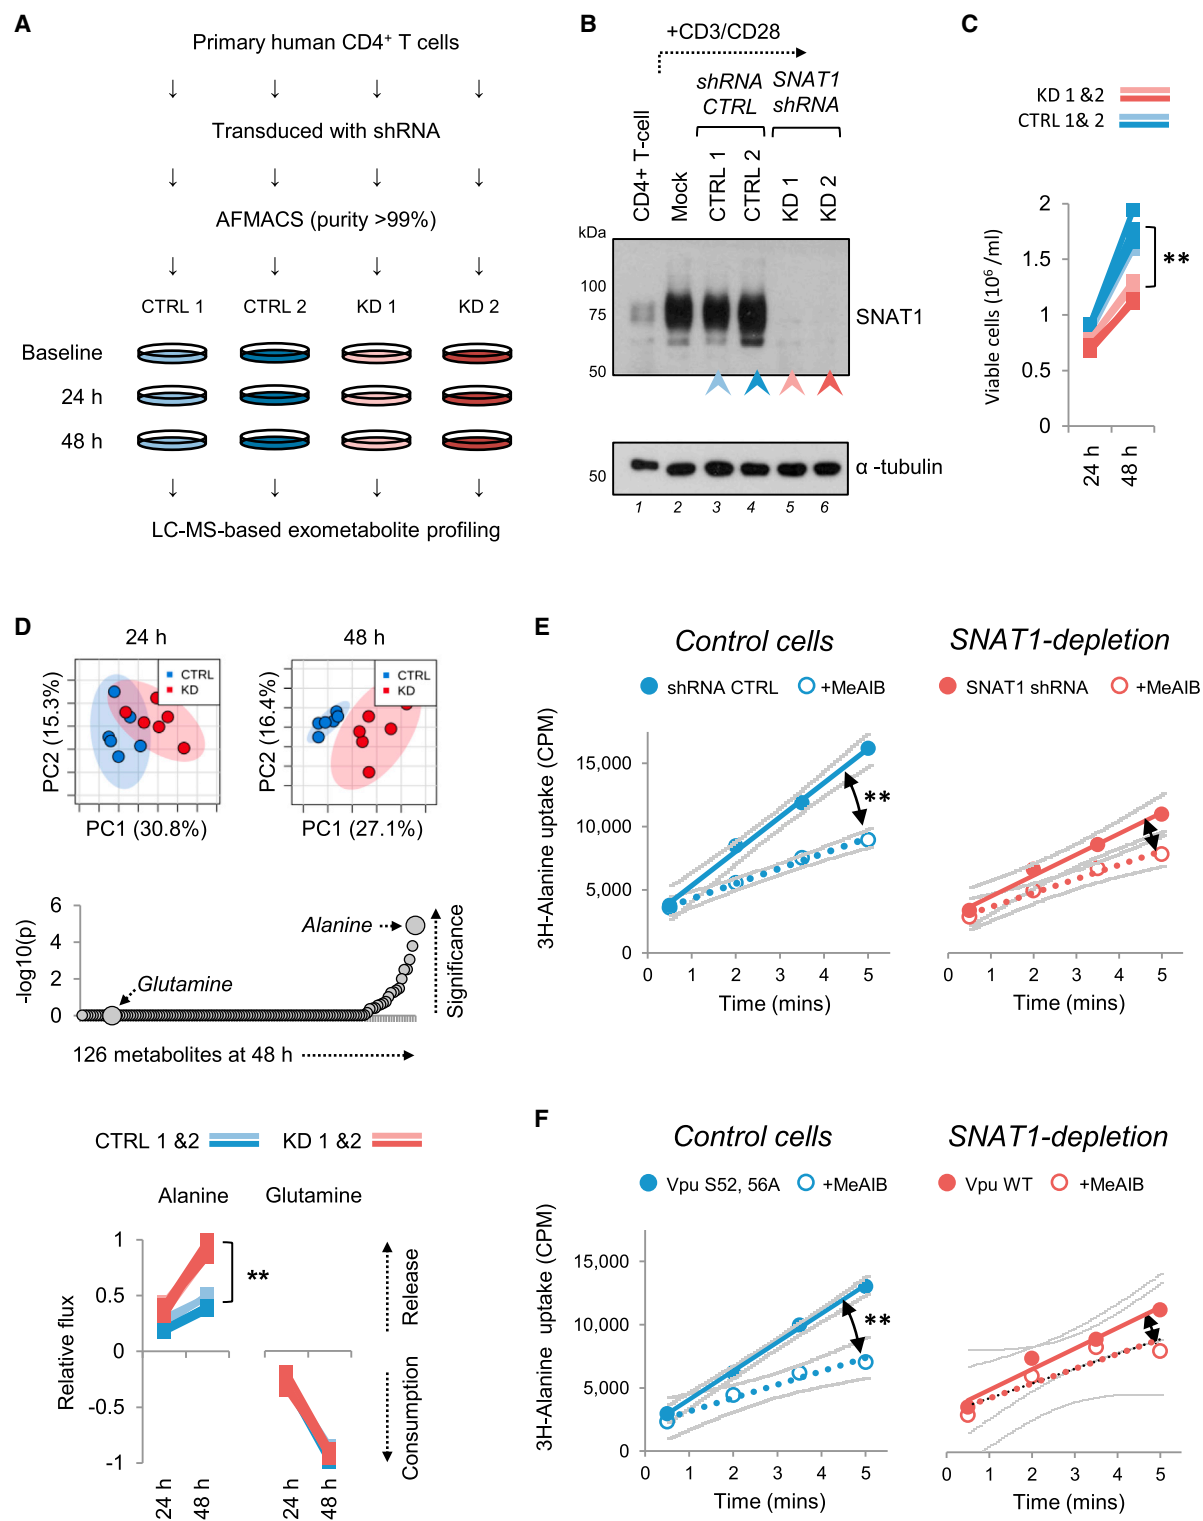 A
Primary human CD4+ T cells
Transduced with shRNA
AFMACS (purity >99%)
CTRL 1 CTRL 2 KD 1 KD 2
Baseline
24 h
48 h
LC-MS-based exometabolite profiling
B
+CD3/CD28
shRNA CTRL
SNAT1 shRNA
CD4+ T-cell
Mock
CTRL 1
CTRL 2
KD 1
KD 2
kDa
100
75
50
SNAT1
50
α -tubulin
1 2 3 4 5 6
C
KD 1 &2
CTRL 1& 2
Viable cells (10⁶ /ml)
2
1.5
1
0.5
0
**
24 h
48 h
D
24 h
CTRL
KD
PC2 (15.3%)
PC1 (30.8%)
48 h
CTRL
KD
PC2 (16.4%)
PC1 (27.1%)
-log10(p)
6
4
2
0
Alanine
Glutamine
Significance
126 metabolites at 48 h
CTRL 1 &2
KD 1 &2
Alanine
Glutamine
Relative flux
1
0.5
0
-0.5
-1
**
Release
Consumption
24 h
48 h
24 h
48 h
E
Control cells
shRNA CTRL +MeAIB
3H-Alanine uptake (CPM)
15,000
10,000
5,000
0
**
0 1 2 3 4 5
Time (mins)
SNAT1-depletion
SNAT1 shRNA +MeAIB
0 1 2 3 4 5
Time (mins)
F
Control cells
Vpu S52, 56A +MeAIB
3H-Alanine uptake (CPM)
15,000
10,000
5,000
0
**
0 1 2 3 4 5
Time (mins)
SNAT1-depletion
Vpu WT +MeAIB
0 1 2 3 4 5
Time (mins)